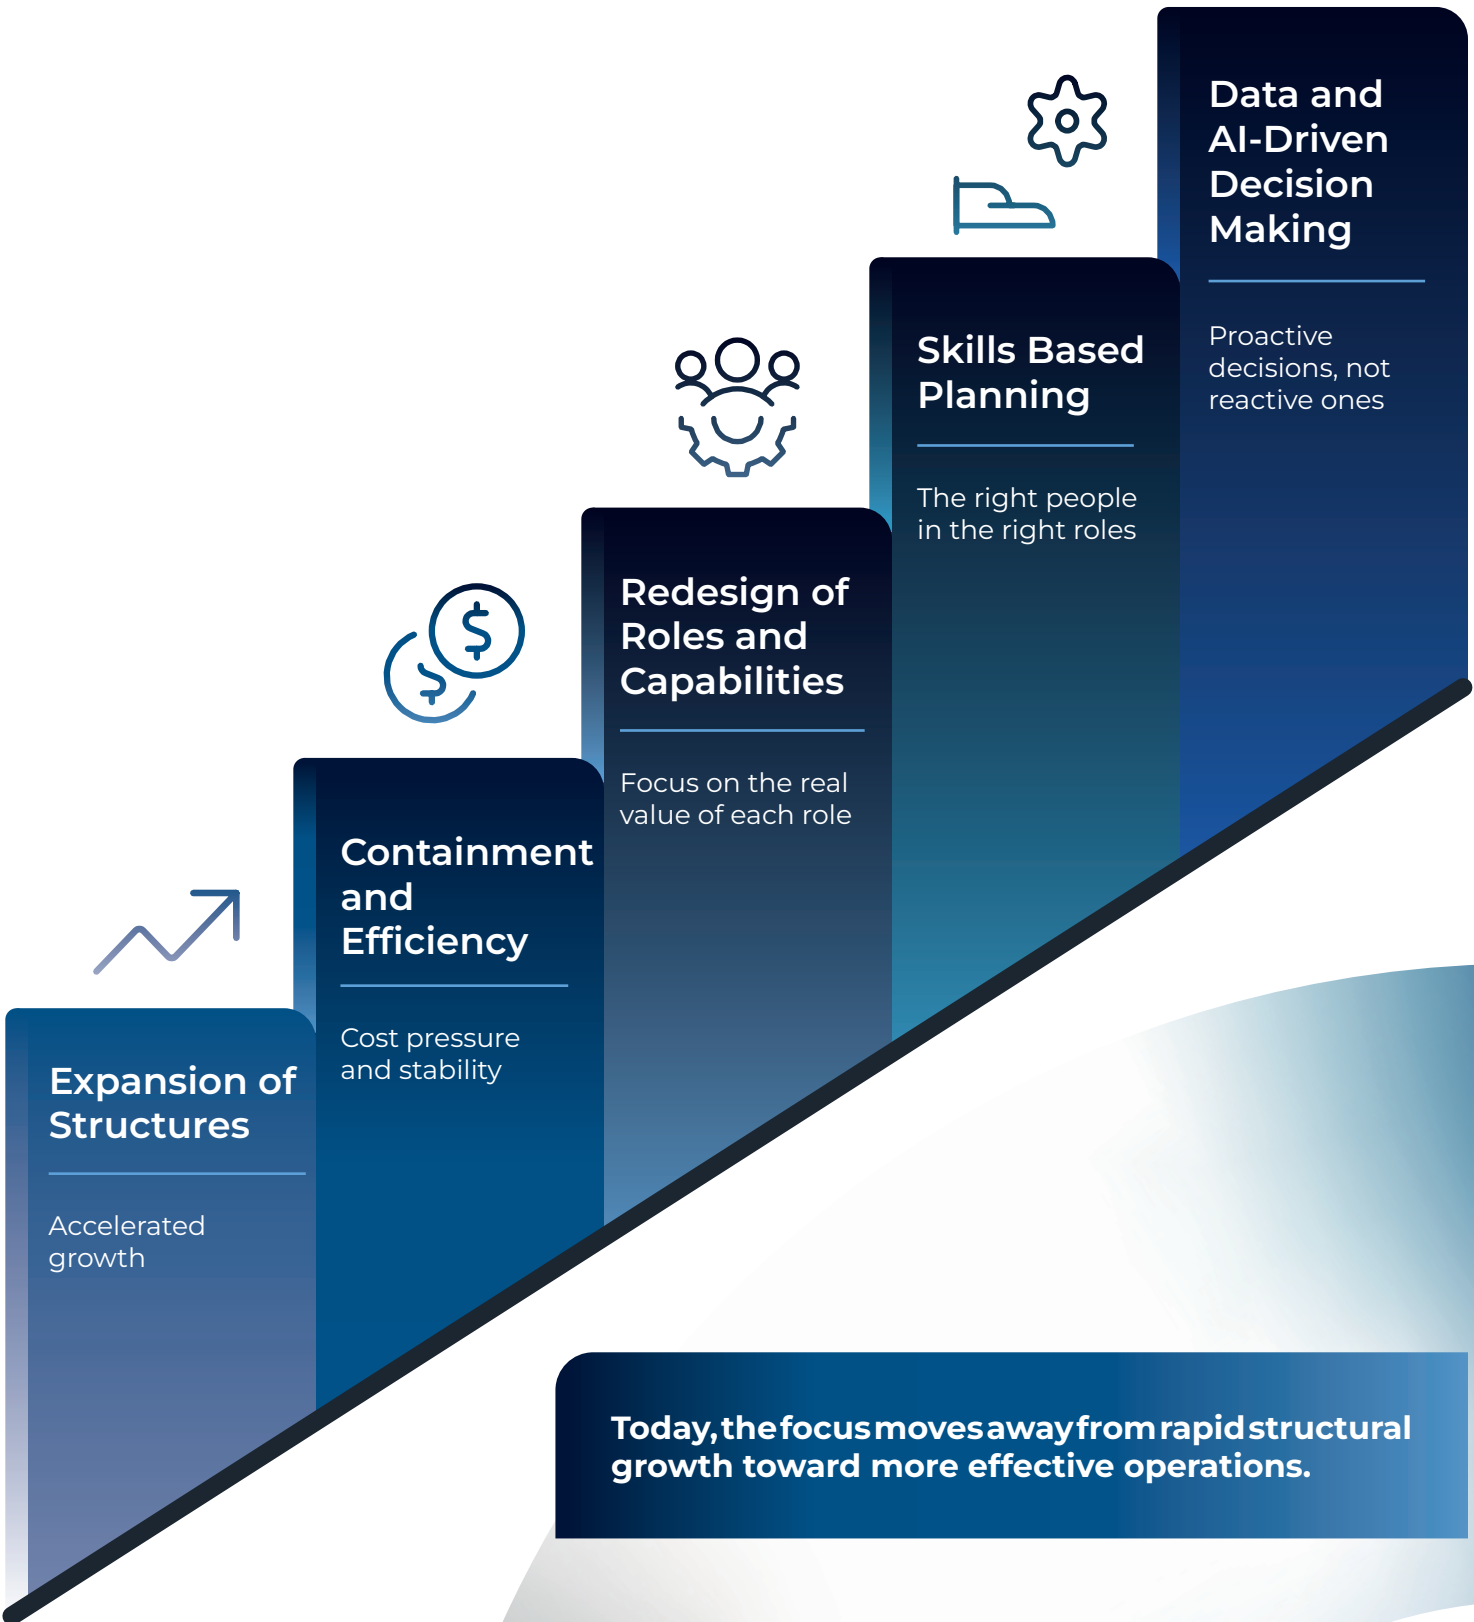 Expansion of
Structures
Accelerated
growth
Containment
and
Efficiency
Cost pressure
and stability
Redesign of
Roles and
Capabilities
Focus on the real
value of each role
Skills Based
Planning
The right people
in the right roles
Data and
AI-Driven
Decision
Making
Proactive
decisions, not
reactive ones
$
$
Today, the focus moves away from rapid structural
growth toward more effective operations.